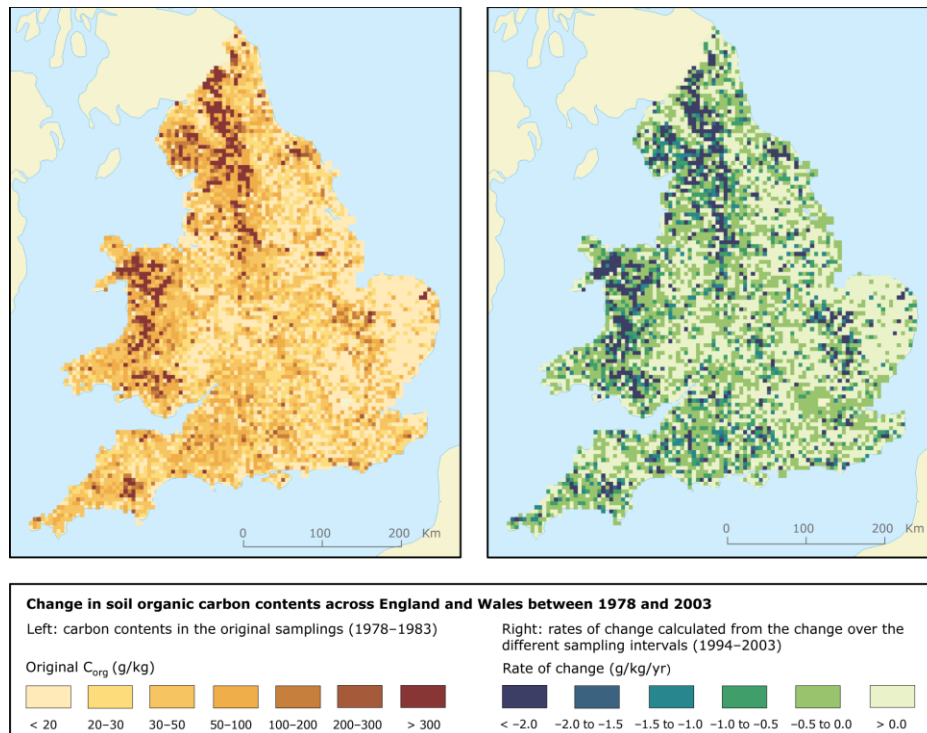 0 100 200 Km
0 100 200 Km
Change in soil organic carbon contents across England and Wales between 1978 and 2003
Left: carbon contents in the original samplings (1978–1983)
Original Corg (g/kg)
< 20 20–30 30–50 50–100 100–200 200–300 > 300
Right: rates of change calculated from the change over the
different sampling intervals (1994–2003)
Rate of change (g/kg/yr)
< –2.0 –2.0 to –1.5 –1.5 to –1.0 –1.0 to –0.5 –0.5 to 0.0 > 0.0